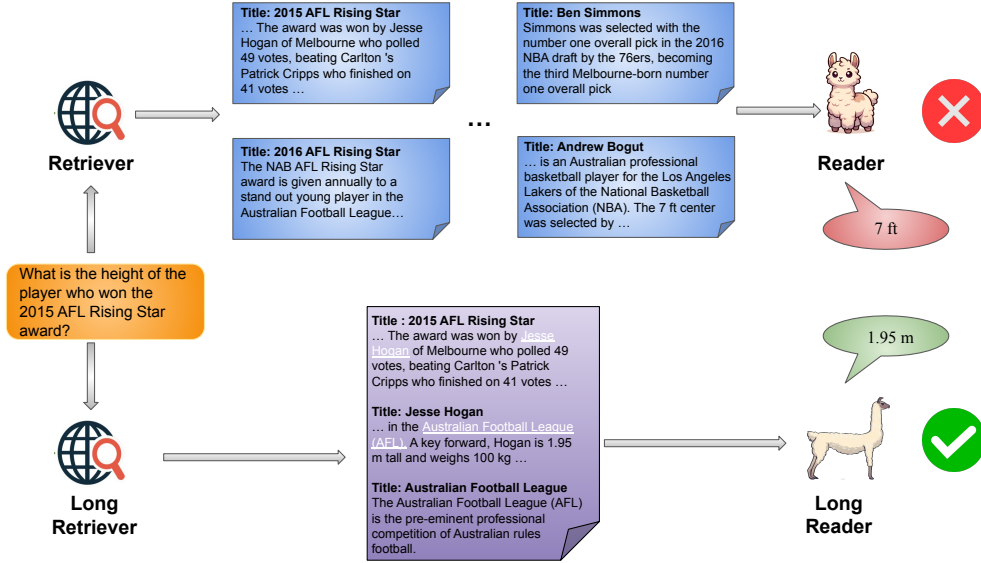 Title: 2015 AFL Rising Star
… The award was won by Jesse
Hogan of Melbourne who polled
49 votes, beating Carlton 's
Patrick Cripps who finished on
41 votes …
Title: Ben Simmons
Simmons was selected with the
number one overall pick in the 2016
NBA draft by the 76ers, becoming
the third Melbourne-born number
one overall pick
...
Retriever
Reader
Title: 2016 AFL Rising Star
The NAB AFL Rising Star
award is given annually to a
stand out young player in the
Australian Football League…
Title: Andrew Bogut
… is an Australian professional
basketball player for the Los Angeles
Lakers of the National Basketball
Association (NBA). The 7 ft center
was selected by …
7 ft
What is the height of the
player who won the
2015 AFL Rising Star
award?
Title : 2015 AFL Rising Star
… The award was won by Jesse
Hogan of Melbourne who polled 49
votes, beating Carlton 's Patrick
Cripps who finished on 41 votes …
Title: Jesse Hogan
… in the Australian Football League
(AFL). A key forward, Hogan is 1.95
m tall and weighs 100 kg …
Title: Australian Football League
The Australian Football League (AFL)
is the pre-eminent professional
competition of Australian rules
football.
1.95 m
Long
Retriever
Long
Reader